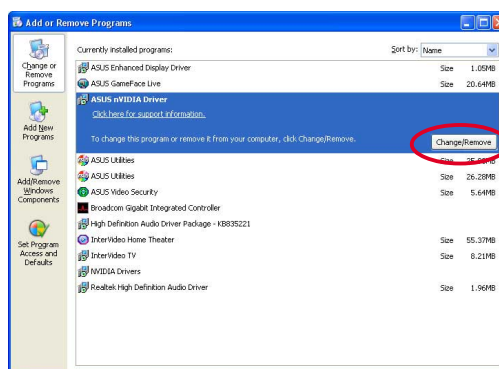 Add or Remove Programs
Currently installed programs:
Sort by: Name
Change or
Remove
Programs
Add New
Programs
Add/Remove
Windows
Components
Set Program
Access and
Defaults
ASUS Enhanced Display Driver Size 1.05MB
ASUS GameFace Live Size 20.64MB
ASUS nVIDIA Driver
Click here for support information.
To change this program or remove it from your computer, click Change/Remove. Change/Remove
ASUS Utilities Size
ASUS Utilities Size 26.28MB
ASUS Video Security Size 5.64MB
Broadcom Gigabit Integrated Controller
High Definition Audio Driver Package - KB835221
InterVideo Home Theater Size 55.37MB
InterVideo TV Size 8.21MB
NVIDIA Drivers
Realtek High Definition Audio Driver Size 1.96MB